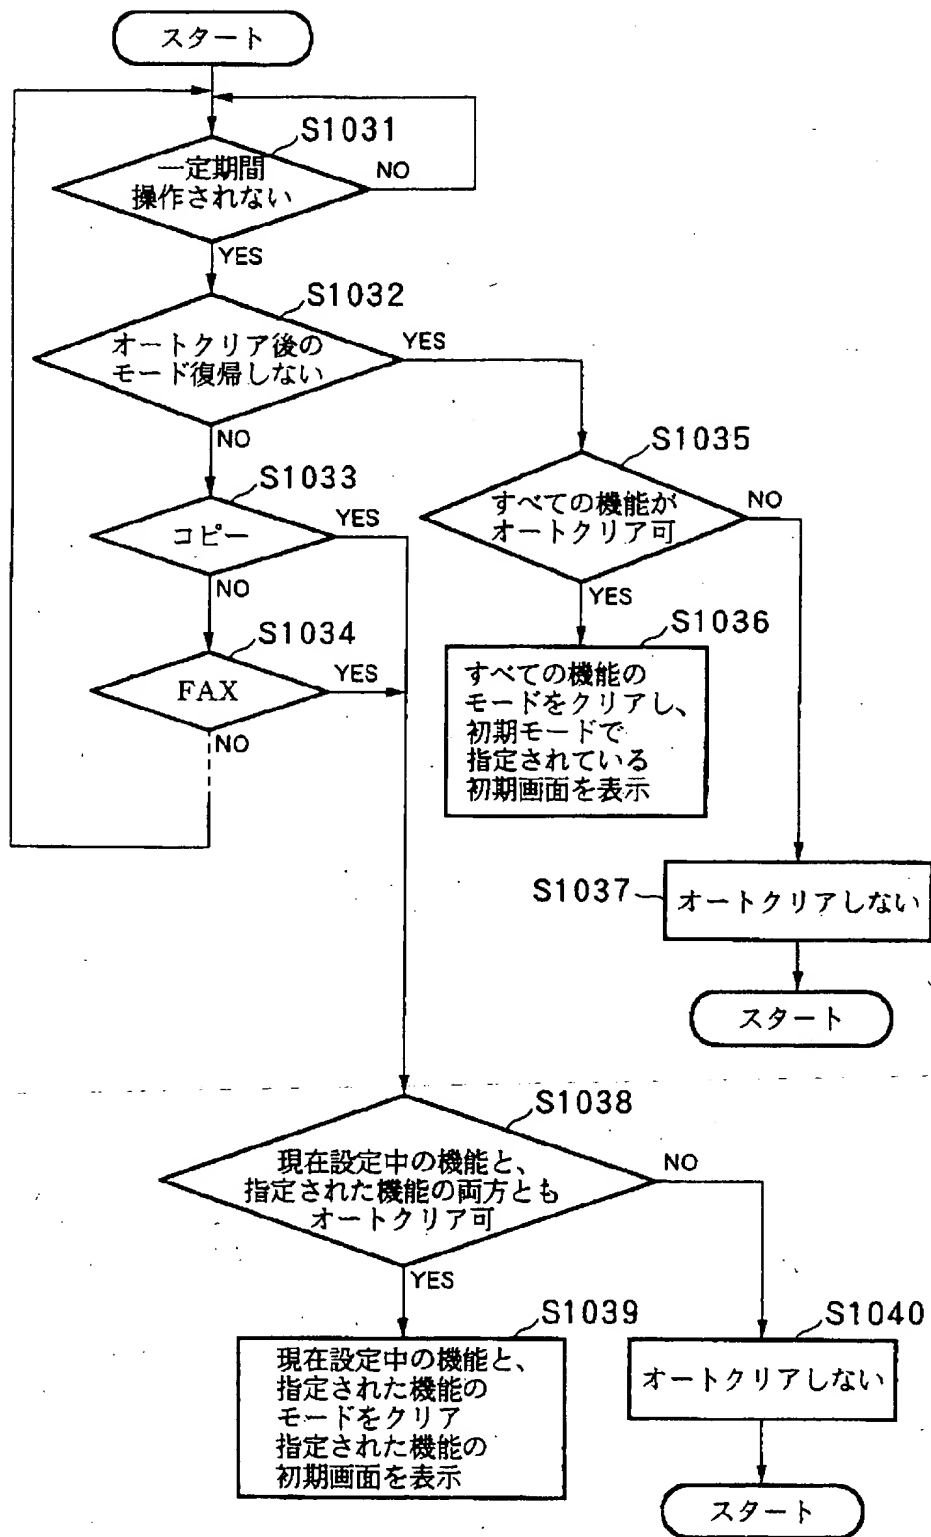 スタート
S1031
一定期間
操作されない
NO
YES
S1032
オートクリア後の
モード復帰しない
YES
NO
S1033
コピー
YES
NO
S1034
FAX
YES
NO
S1035
すべての機能が
オートクリア可
NO
YES
S1036
すべての機能の
モードをクリアし、
初期モードで
指定されている
初期画面を表示
S1037
オートクリアしない
スタート
S1038
現在設定中の機能と、
指定された機能の両方とも
オートクリア可
NO
YES
S1039
現在設定中の機能と、
指定された機能の
モードをクリア
指定された機能の
初期画面を表示
S1040
オートクリアしない
スタート